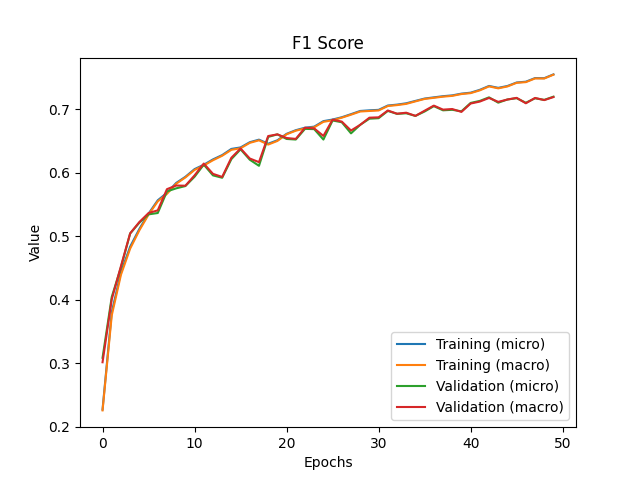 F1 Score
Value
0.7
0.6
0.5
0.4
0.3
0.2
Training (micro)
Training (macro)
Validation (micro)
Validation (macro)
0 10 20 30 40 50
Epochs